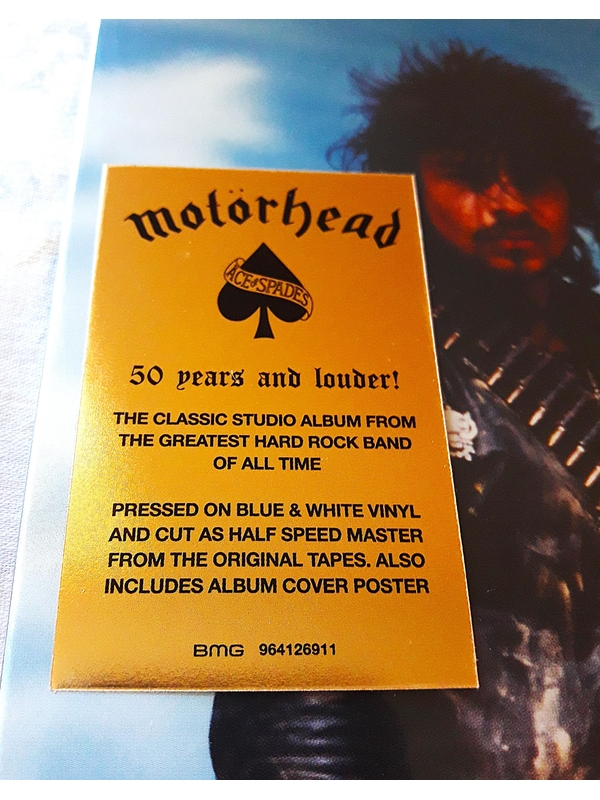 motörhead
ACE of SPADES
50 years and louder!
THE CLASSIC STUDIO ALBUM FROM
THE GREATEST HARD ROCK BAND
OF ALL TIME
PRESSED ON BLUE & WHITE VINYL
AND CUT AS HALF SPEED MASTER
FROM THE ORIGINAL TAPES. ALSO
INCLUDES ALBUM COVER POSTER
BMG 964126911